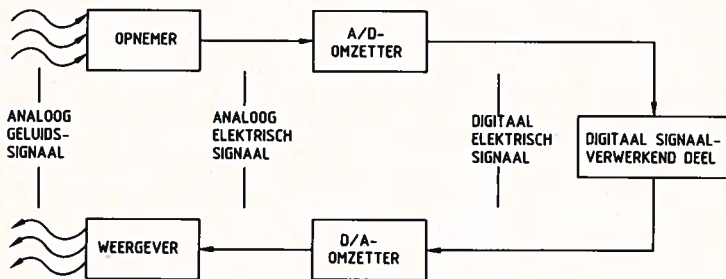 OPNEMER
A/D-
OMZETTER
ANALOOG
GELUIDS-
SIGNAAL
ANALOOG
ELEKTRISCH
SIGNAAL
DIGITAAL
ELEKTRISCH
SIGNAAL
DIGITAAL SIGNAAL-
VERWERKEND DEEL
WEERGEVER
D/A-
OMZETTER